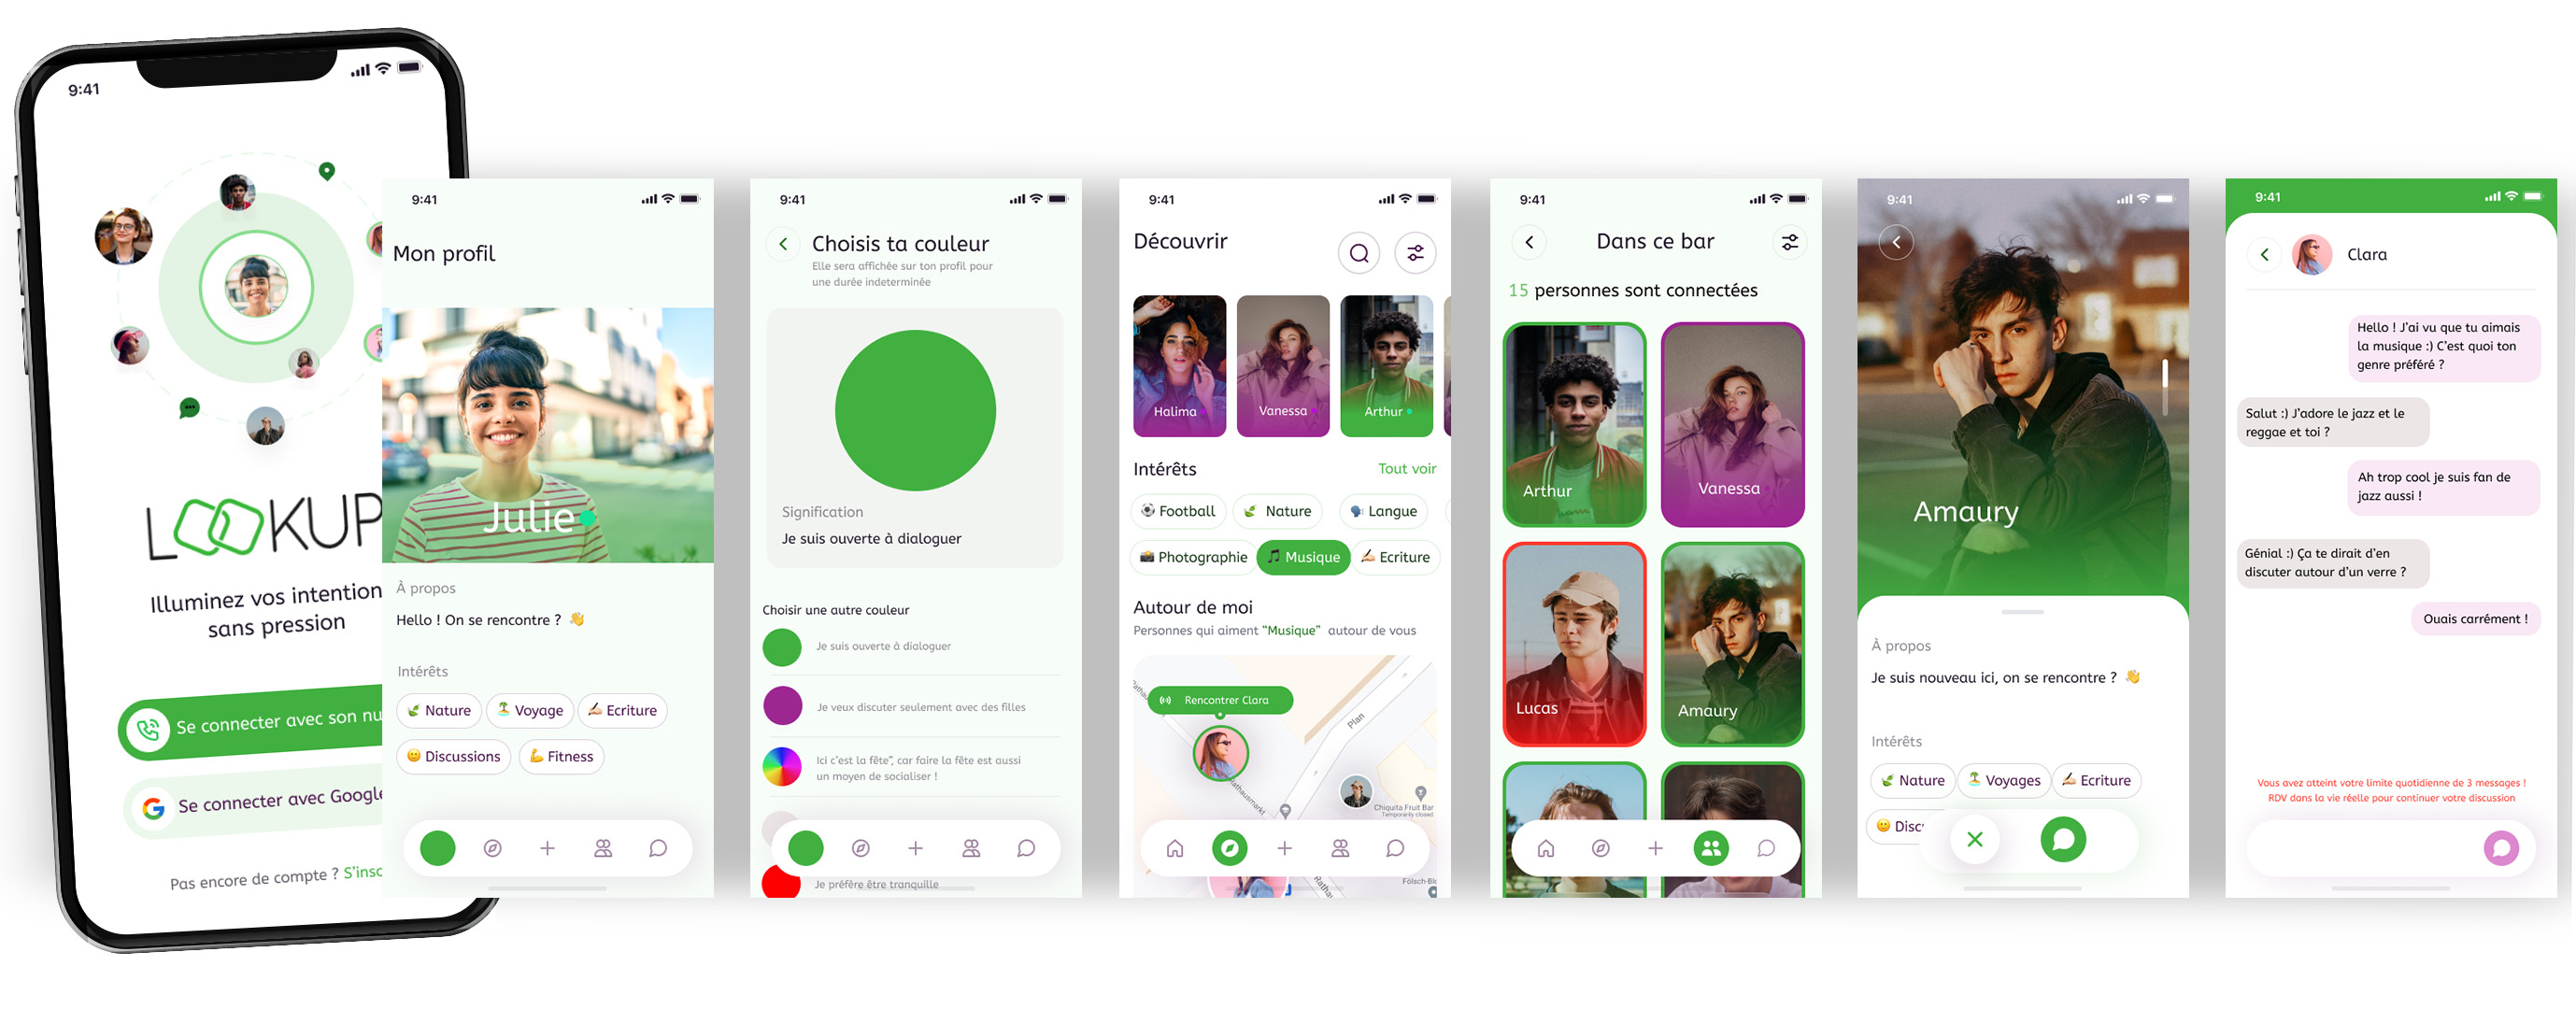 9:41
LOOKUP
Illuminez vos intention
sans pression
Se connecter avec son nu
Se connecter avec Google
Pas encore de compte ? S'insc
9:41
Mon profil
Julie
À propos
Hello ! On se rencontre ? 👋
Intérêts
Nature
Voyage
Ecriture
Discussions
Fitness
9:41
Choisis ta couleur
Elle sera affichée sur ton profil pour
une durée indeterminée
Signification
Je suis ouverte à dialoguer
Choisir une autre couleur
Je suis ouverte à dialoguer
Je veux discuter seulement avec des filles
Ici c'est la fête", car faire la fête est aussi
un moyen de socialiser !
Je préfère être tranquille
9:41
Découvrir
Halima
Vanessa
Arthur
Intérêts
Tout voir
Football
Nature
Langue
Photographie
Musique
Ecriture
Autour de moi
Personnes qui aiment "Musique" autour de vous
Rencontrer Clara
Plan
Rathausmarkt
Chiquita Fruit Bar
Temporarily closed
Fölsch-Blo
9:41
Dans ce bar
15 personnes sont connectées
Arthur
Vanessa
Lucas
Amaury
9:41
Amaury
À propos
Je suis nouveau ici, on se rencontre ? 👋
Intérêts
Nature
Voyages
Ecriture
Disc
9:41
Clara
Hello ! J'ai vu que tu aimais
la musique :) C'est quoi ton
genre préféré ?
Salut :) J'adore le jazz et le
reggae et toi ?
Ah trop cool je suis fan de
jazz aussi !
Génial :) Ça te dirait d'en
discuter autour d'un verre ?
Ouais carrément !
Vous avez atteint votre limite quotidienne de 3 messages !
RDV dans la vie réelle pour continuer votre discussion